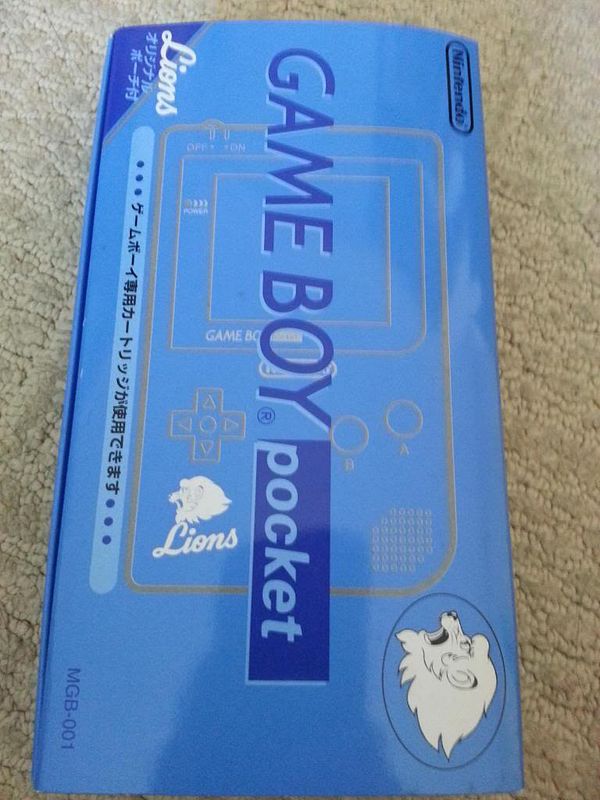 Nintendo
GAME BOY® pocket
Lions
オリジナル
ポーチ付
OFF・・ON
POWER
GAME BO
B
A
Lions
•••ゲームボーイ専用カートリッジが使用できます•••
MGB-001